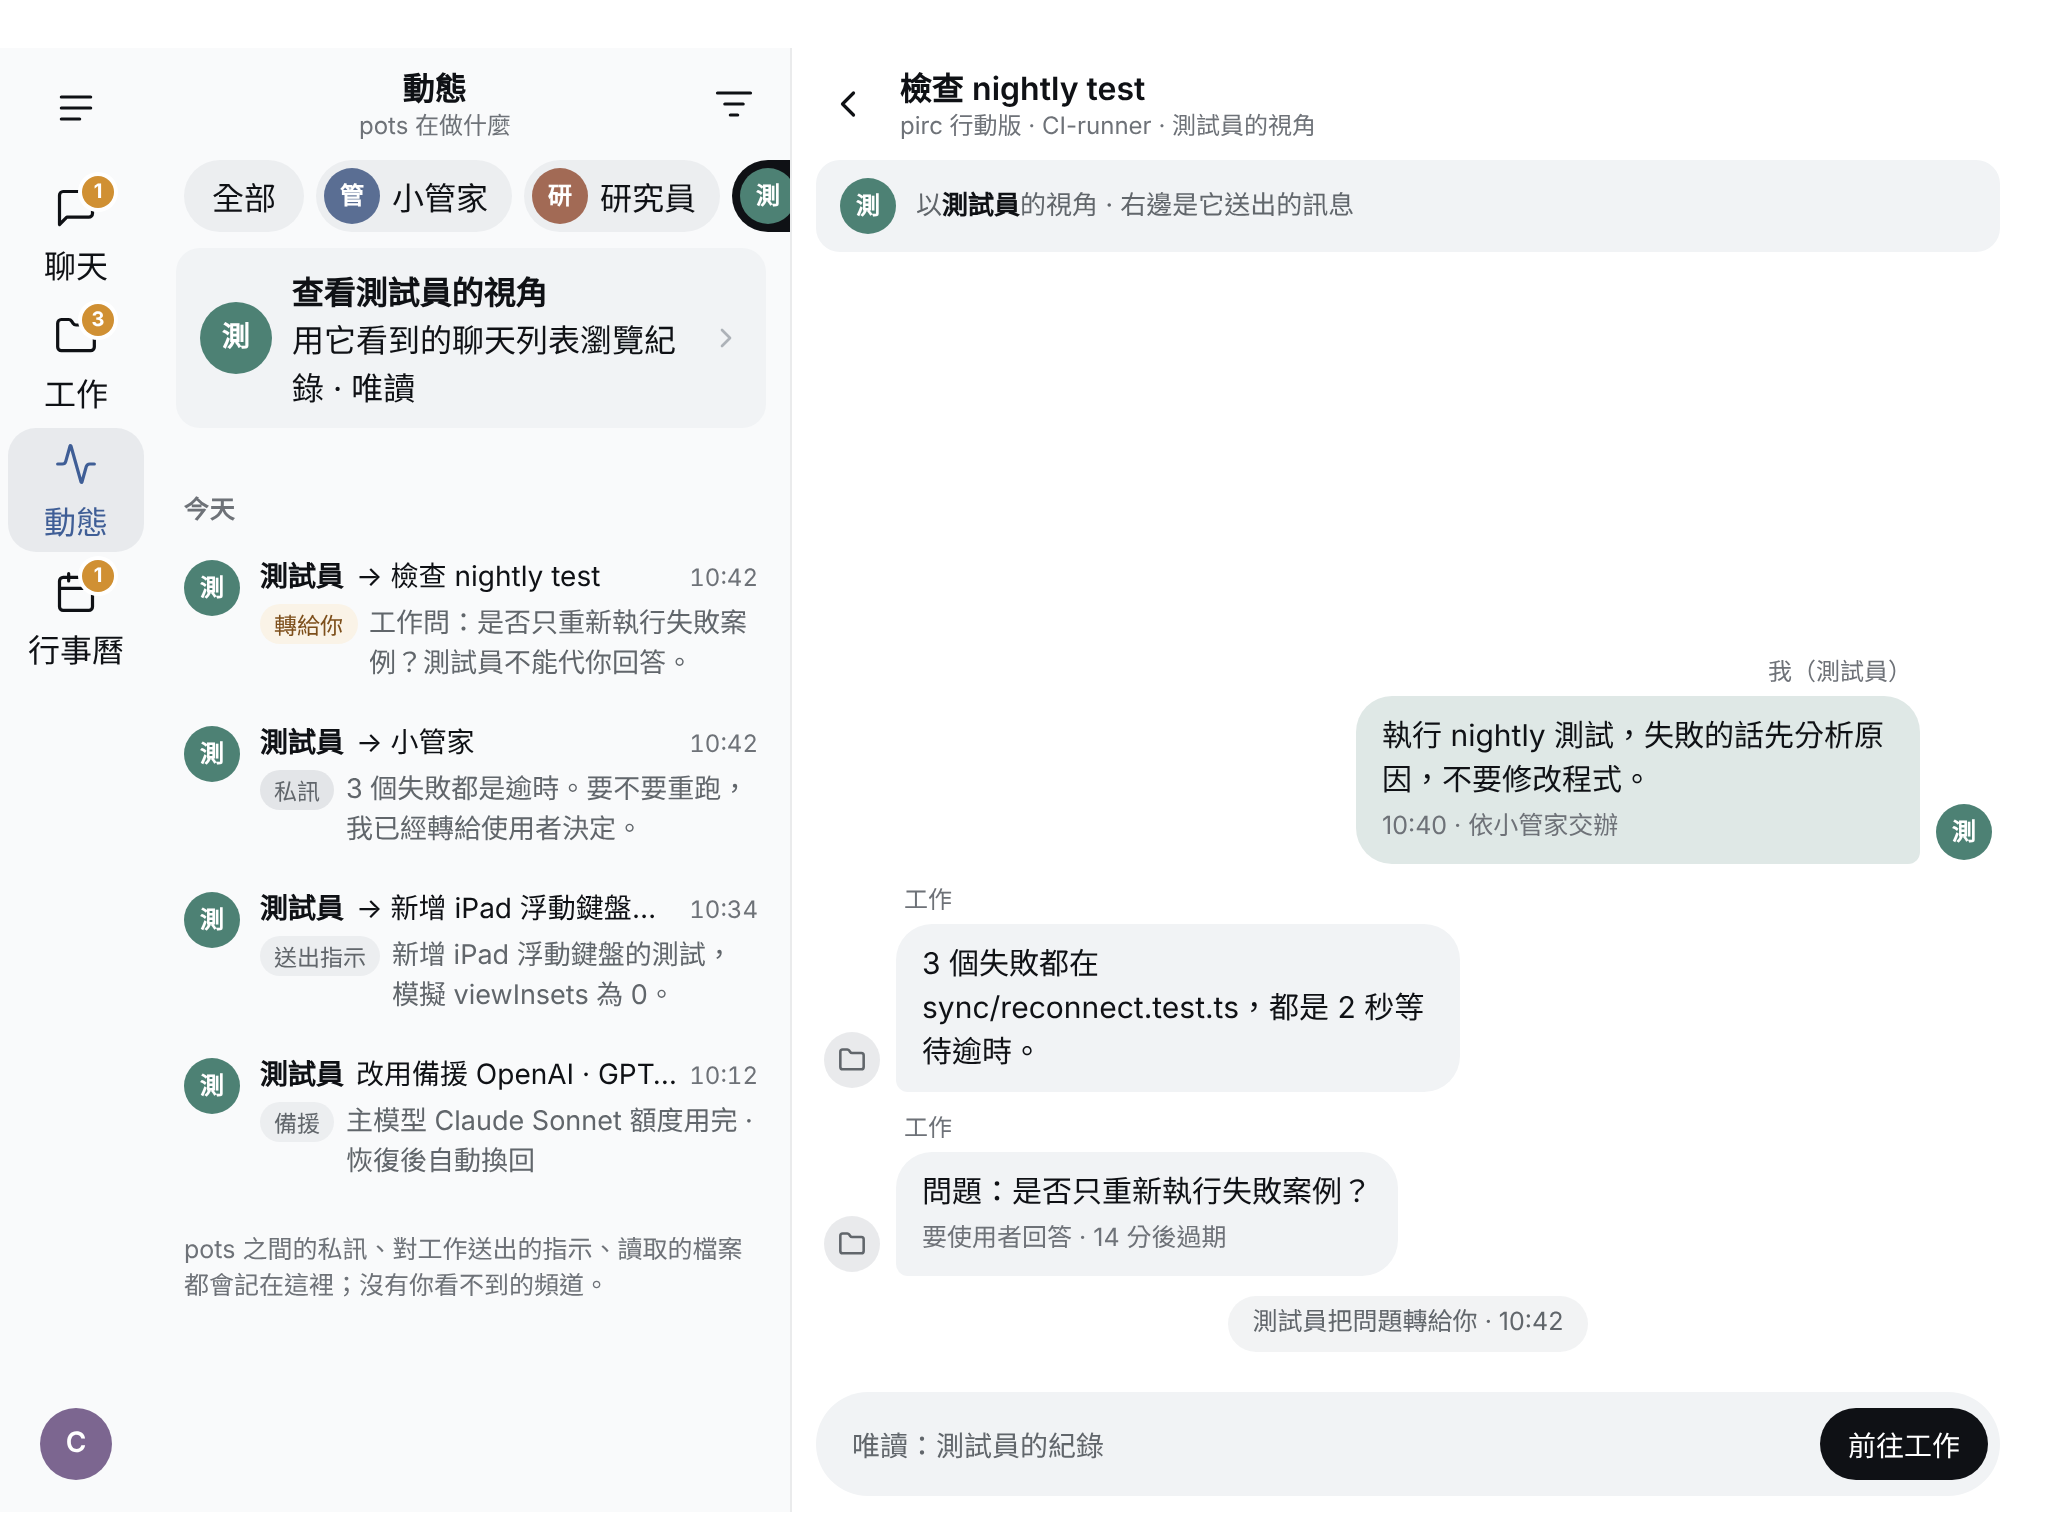 1
聊天
3
工作
動態
1
行事曆
C
動態
pots 在做什麼
全部
管 小管家
研 研究員
測
測
查看測試員的視角
用它看到的聊天列表瀏覽紀
錄 · 唯讀
今天
測
測試員 → 檢查 nightly test 10:42
轉給你 工作問：是否只重新執行失敗案
例？測試員不能代你回答。
測
測試員 → 小管家 10:42
私訊 3 個失敗都是逾時。要不要重跑，
我已經轉給使用者決定。
測
測試員 → 新增 iPad 浮動鍵盤... 10:34
送出指示 新增 iPad 浮動鍵盤的測試，
模擬 viewInsets 為 0。
測
測試員 改用備援 OpenAI · GPT... 10:12
備援 主模型 Claude Sonnet 額度用完 ·
恢復後自動換回
pots 之間的私訊、對工作送出的指示、讀取的檔案
都會記在這裡；沒有你看不到的頻道。
檢查 nightly test
pirc 行動版 · CI-runner · 測試員的視角
測 以測試員的視角 · 右邊是它送出的訊息
我（測試員）
執行 nightly 測試，失敗的話先分析原
因，不要修改程式。
10:40 · 依小管家交辦
測
工作
3 個失敗都在
sync/reconnect.test.ts，都是 2 秒等
待逾時。
工作
問題：是否只重新執行失敗案例？
要使用者回答 · 14 分後過期
測試員把問題轉給你 · 10:42
唯讀：測試員的紀錄
前往工作